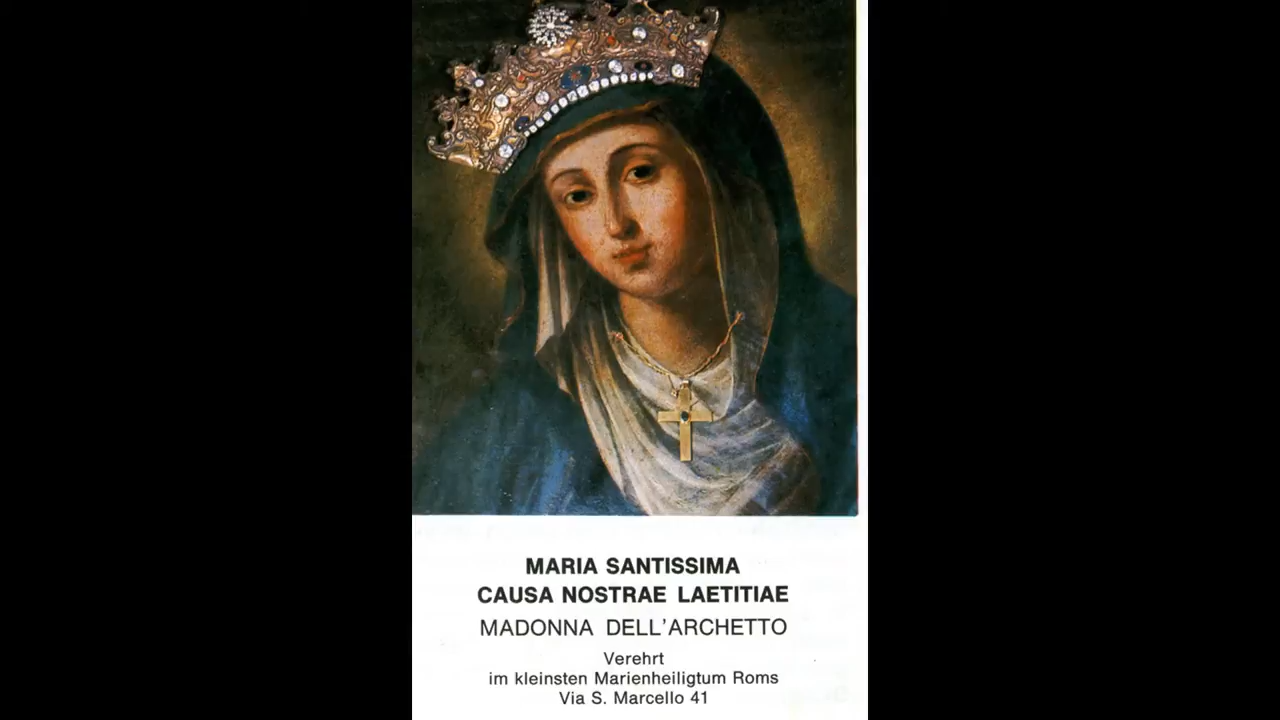 MARIA SANTISSIMA
CAUSA NOSTRAE LAETITIAE
MADONNA DELL'ARCHETTO
Verehrt
im kleinsten Marienheiligtum Roms
Via S. Marcello 41